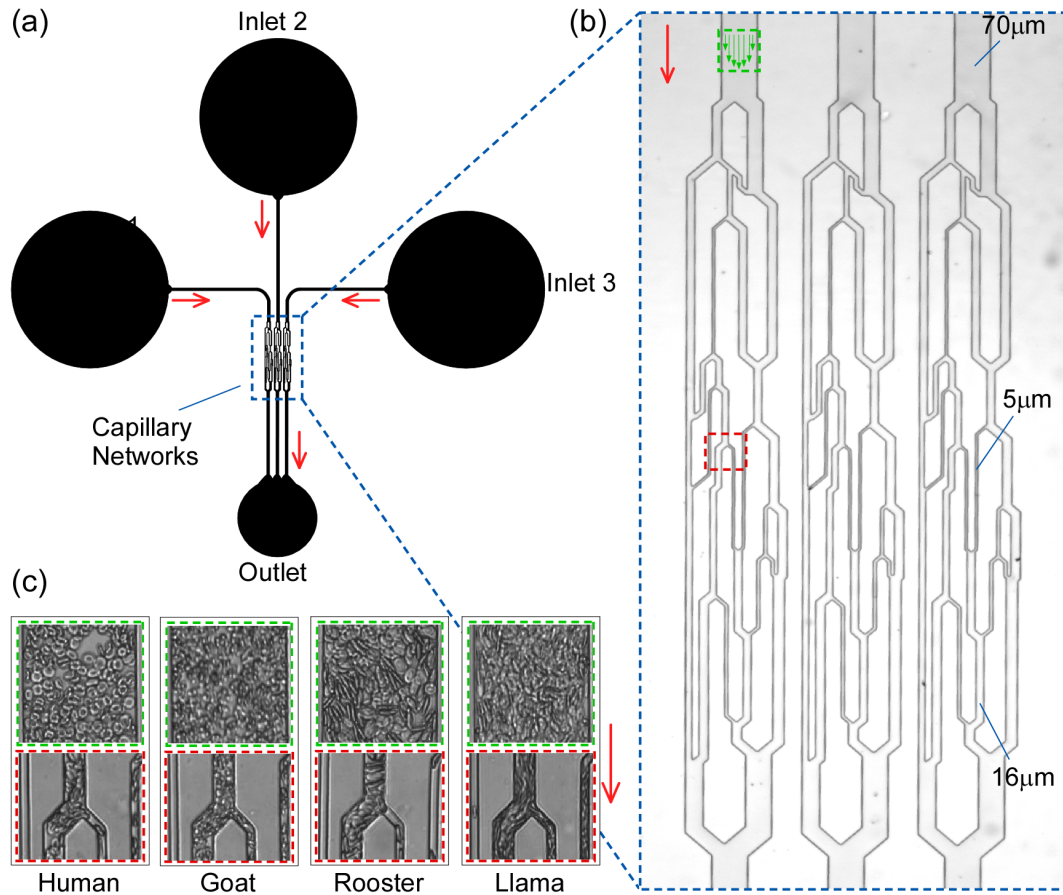 (a)
Inlet 2
Inlet 3
Capillary
Networks
Outlet
(b)
70μm
5μm
16μm
(c)
Human
Goat
Rooster
Llama